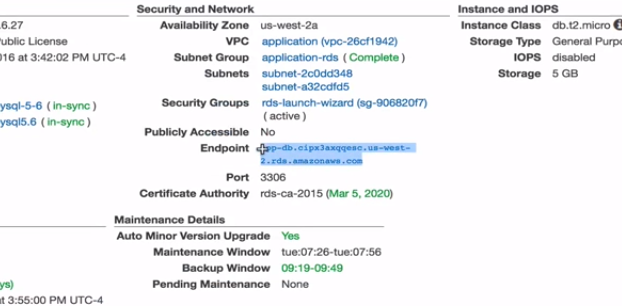 Security and Network
Instance and IOPS
6.27
Availability Zone us-west-2a
Instance Class db.t2.micro
ublic License
VPC application (vpc-26cf1942)
Storage Type General Purpo
016 at 3:42:02 PM UTC-4
Subnet Group application-rds ( Complete )
IOPS disabled
Subnets subnet-2c0dd348
Storage 5 GB
subnet-a32cdfd5
ysql-5-6 ( in-sync )
Security Groups rds-launch-wizard (sg-906820f7)
ysql5.6 ( in-sync )
( active )
Publicly Accessible No
Endpoint pp-db.cipx3axqqesc.us-west-
2.rds.amazonaws.com
Port 3306
Certificate Authority rds-ca-2015 (Mar 5, 2020)
Maintenance Details
Auto Minor Version Upgrade Yes
Maintenance Window tue:07:26-tue:07:56
Backup Window 09:19-09:49
ys)
Pending Maintenance None
at 3:55:00 PM UTC-4